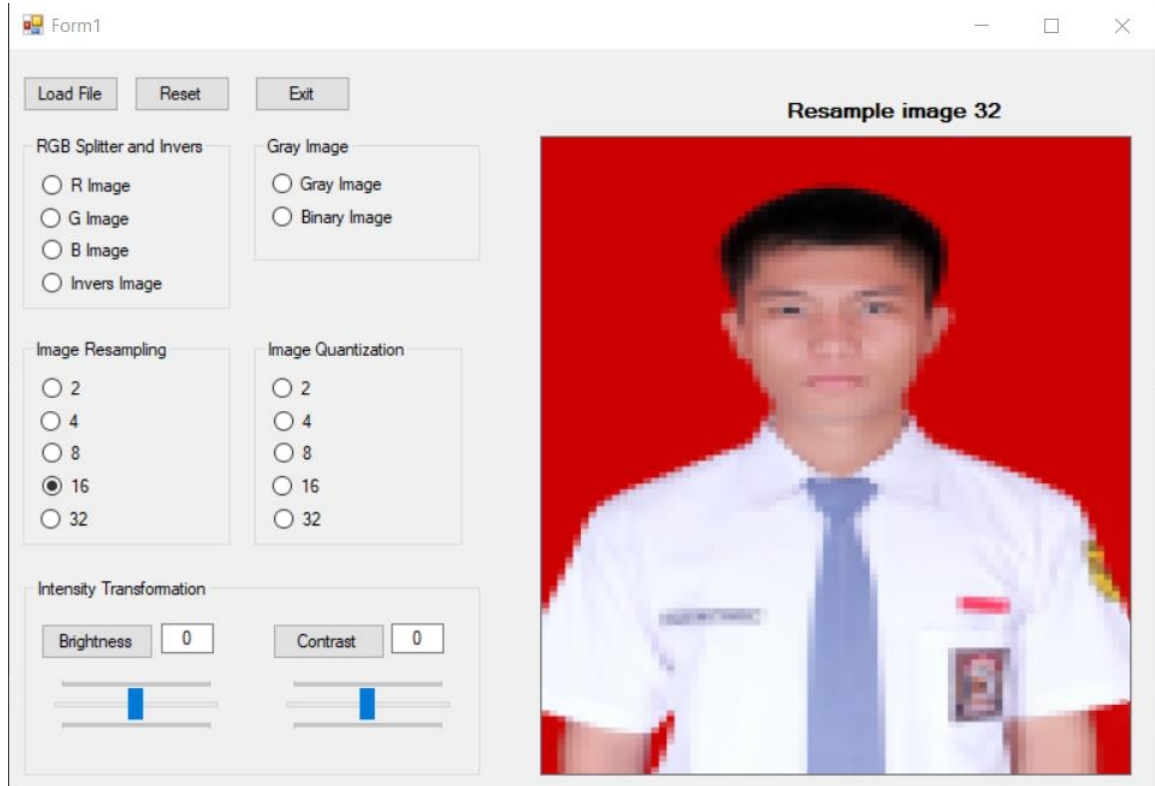 Form1
Load File Reset Exit
Resample image 32
RGB Splitter and Invers Gray Image
R Image Gray Image
G Image Binary Image
B Image
Invers Image
Image Resampling Image Quantization
2 2
4 4
8 8
16 16
32 32
Intensity Transformation
Brightness 0 Contrast 0